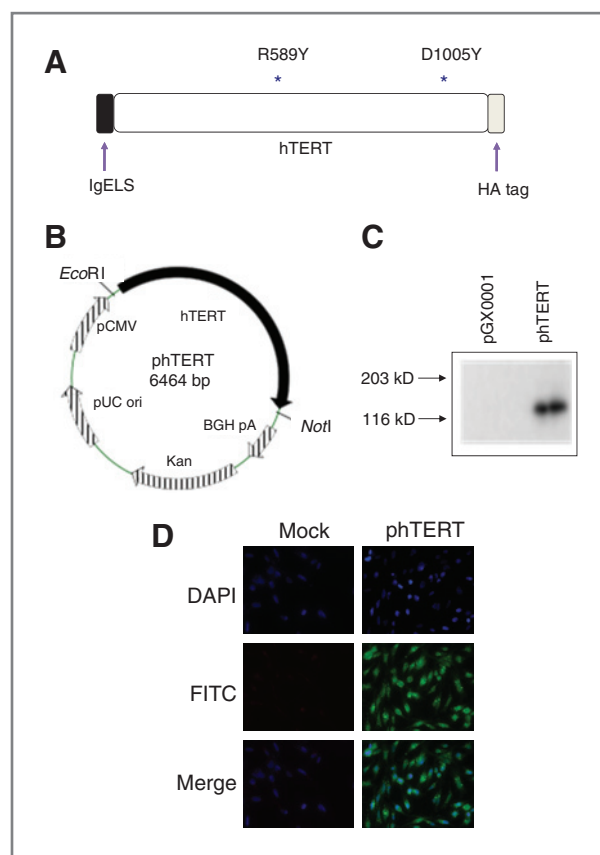 A
R589Y D1005Y
* *
hTERT
IgELS
HA tag
B
EcoRI
pCMV
hTERT
phTERT
6464 bp
pUC ori
BGH pA
NotI
Kan
C
pGX0001
phTERT
203 kD
116 kD
D
Mock phTERT
DAPI
FITC
Merge